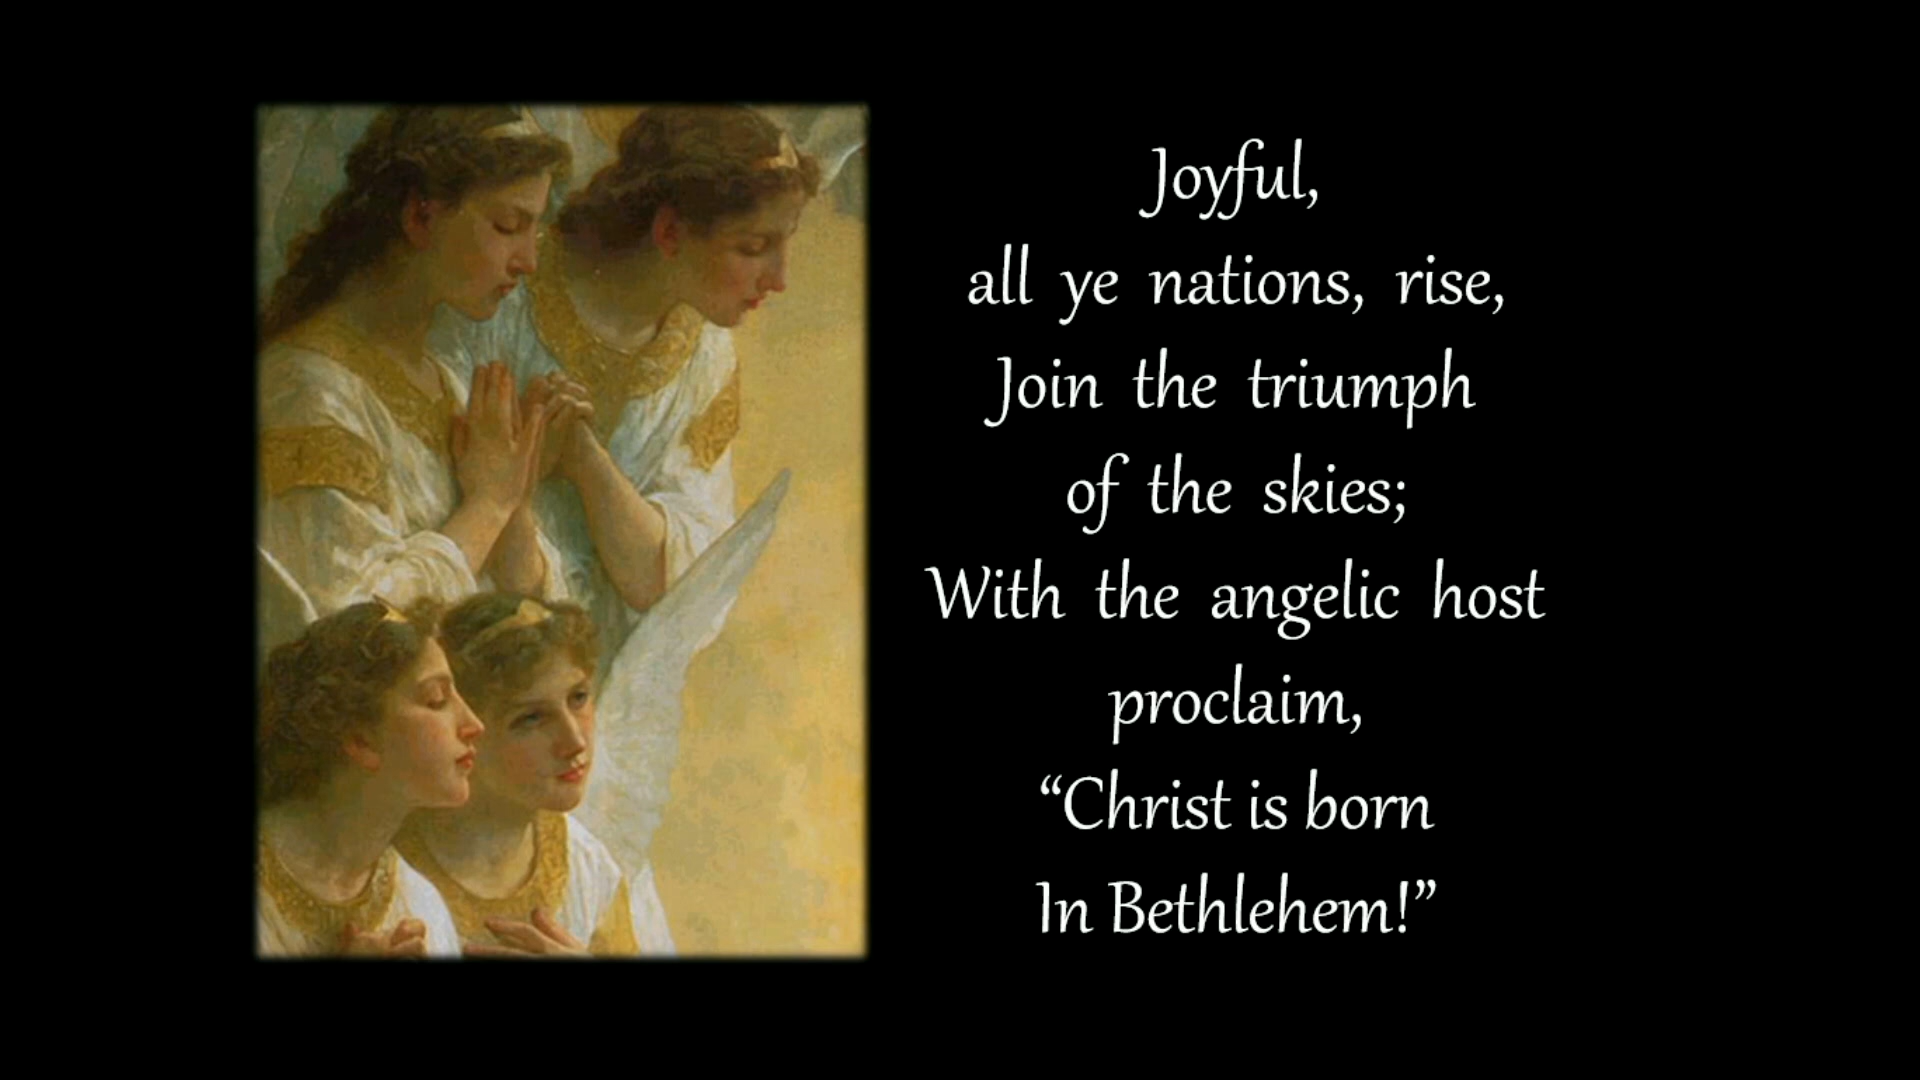 Joyful,
all ye nations, rise,
Join the triumph
of the skies;
With the angelic host
proclaim,
“Christ is born
In Bethlehem!”